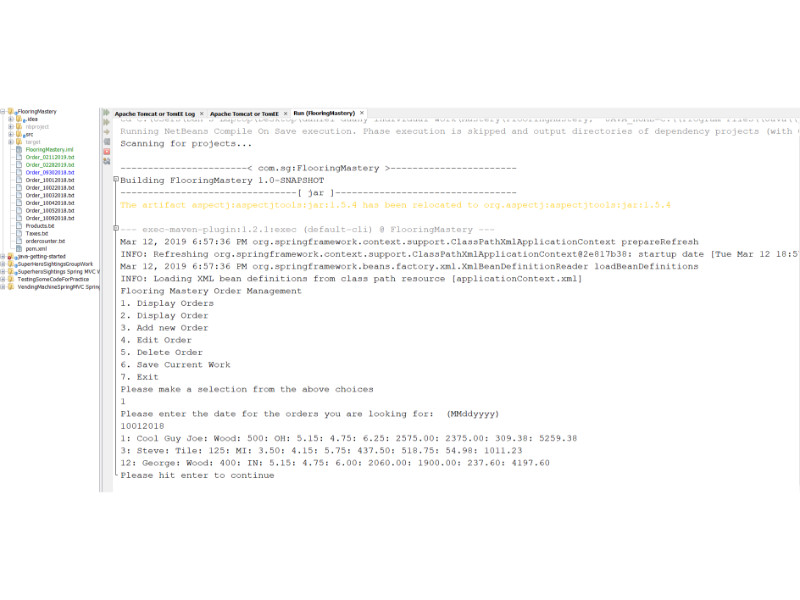 FlooringMastery
.idea
nbproject
src
target
FlooringMastery.iml
Order_02112019.txt
Order_02202019.txt
Order_09302018.txt
Order_10012018.txt
Order_10022018.txt
Order_10032018.txt
Order_10042018.txt
Order_10052018.txt
Order_10092018.txt
Products.txt
Taxes.txt
ordercounter.txt
pom.xml
java-getting-started
SuperHeroSightingsGroupWork
SuperheroSightings Spring MVC
TestingSomeCodeForPractice
VendingMachineSpringMVC Spring
Apache Tomcat or TomEE Log × Apache Tomcat or TomEE × Run (FlooringMastery) ×
Running NetBeans Compile On Save execution. Phase execution is skipped and output directories of dependency projects (with
Scanning for projects...
-----------------------< com.sg:FlooringMastery >-----------------------
Building FlooringMastery 1.0-SNAPSHOT
--------------------------------[ jar ]---------------------------------
The artifact aspectj:aspectjtools:jar:1.5.4 has been relocated to org.aspectj:aspectjtools:jar:1.5.4
--- exec-maven-plugin:1.2.1:exec (default-cli) @ FlooringMastery ---
Mar 12, 2019 6:57:36 PM org.springframework.context.support.ClassPathXmlApplicationContext prepareRefresh
INFO: Refreshing org.springframework.context.support.ClassPathXmlApplicationContext@2e817b38: startup date [Tue Mar 12 18:5
Mar 12, 2019 6:57:36 PM org.springframework.beans.factory.xml.XmlBeanDefinitionReader loadBeanDefinitions
INFO: Loading XML bean definitions from class path resource [applicationContext.xml]
Flooring Mastery Order Management
1. Display Orders
2. Display Order
3. Add new Order
4. Edit Order
5. Delete Order
6. Save Current Work
7. Exit
Please make a selection from the above choices
1
Please enter the date for the orders you are looking for: (MMddyyyy)
10012018
1: Cool Guy Joe: Wood: 500: OH: 5.15: 4.75: 6.25: 2575.00: 2375.00: 309.38: 5259.38
3: Steve: Tile: 125: MI: 3.50: 4.15: 5.75: 437.50: 518.75: 54.98: 1011.23
12: George: Wood: 400: IN: 5.15: 4.75: 6.00: 2060.00: 1900.00: 237.60: 4197.60
Please hit enter to continue